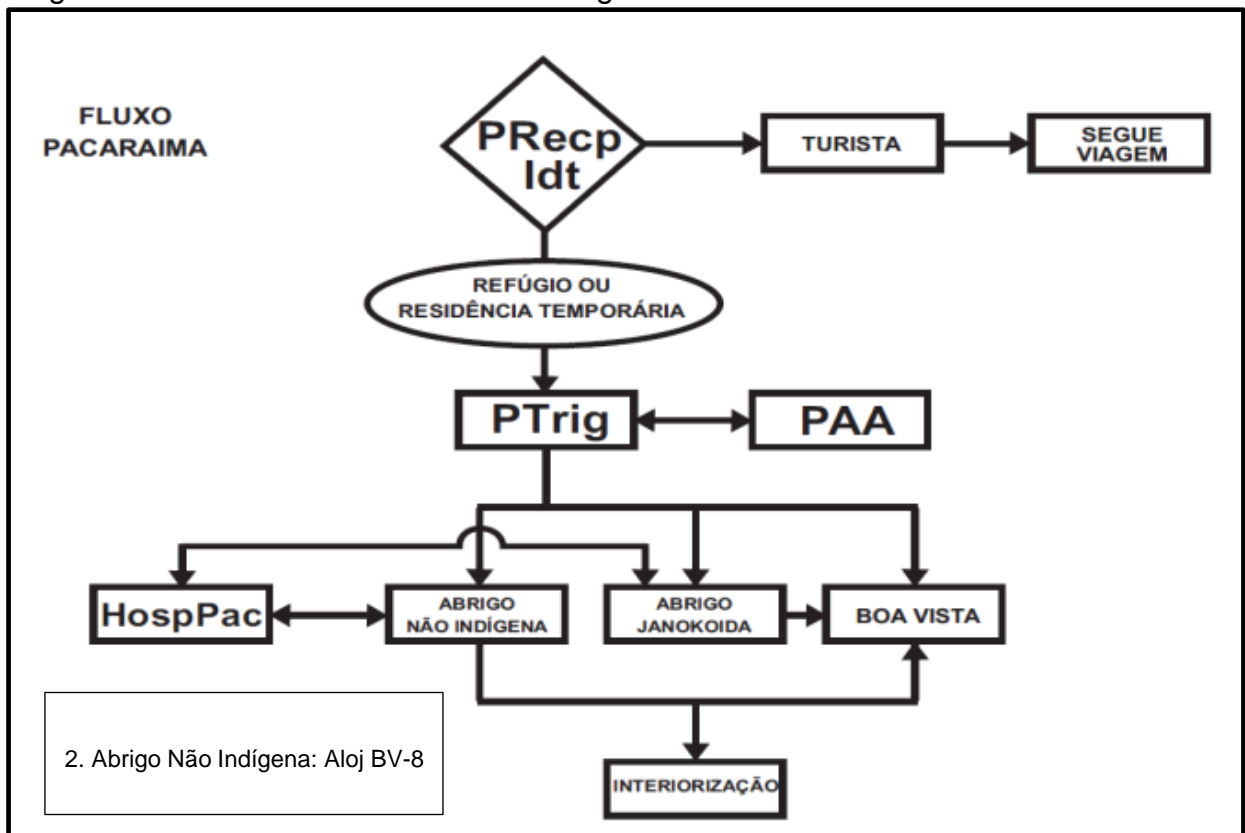 FLUXO
PACARAIMA
PRecp
Idt
TURISTA
SEGUE
VIAGEM
REFÚGIO OU
RESIDÊNCIA TEMPORÁRIA
PTrig
PAA
HospPac
ABRIGO
NÃO INDÍGENA
ABRIGO
JANOKOIDA
BOA VISTA
2. Abrigo Não Indígena: Aloj BV-8
INTERIORIZAÇÃO